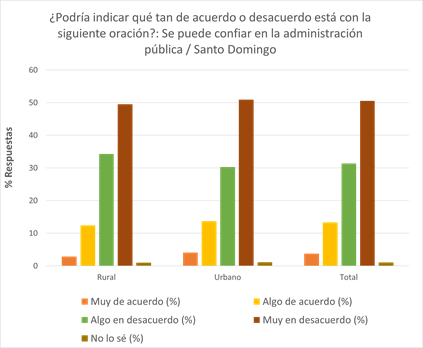 ¿Podría indicar qué tan de acuerdo o desacuerdo está con la
siguiente oración?: Se puede confiar en la administración
pública / Santo Domingo
60
50
40
30
20
10
0
% Respuestas
Rural
Urbano
Total
Muy de acuerdo (%)
Algo de acuerdo (%)
Algo en desacuerdo (%)
Muy en desacuerdo (%)
No lo sé (%)